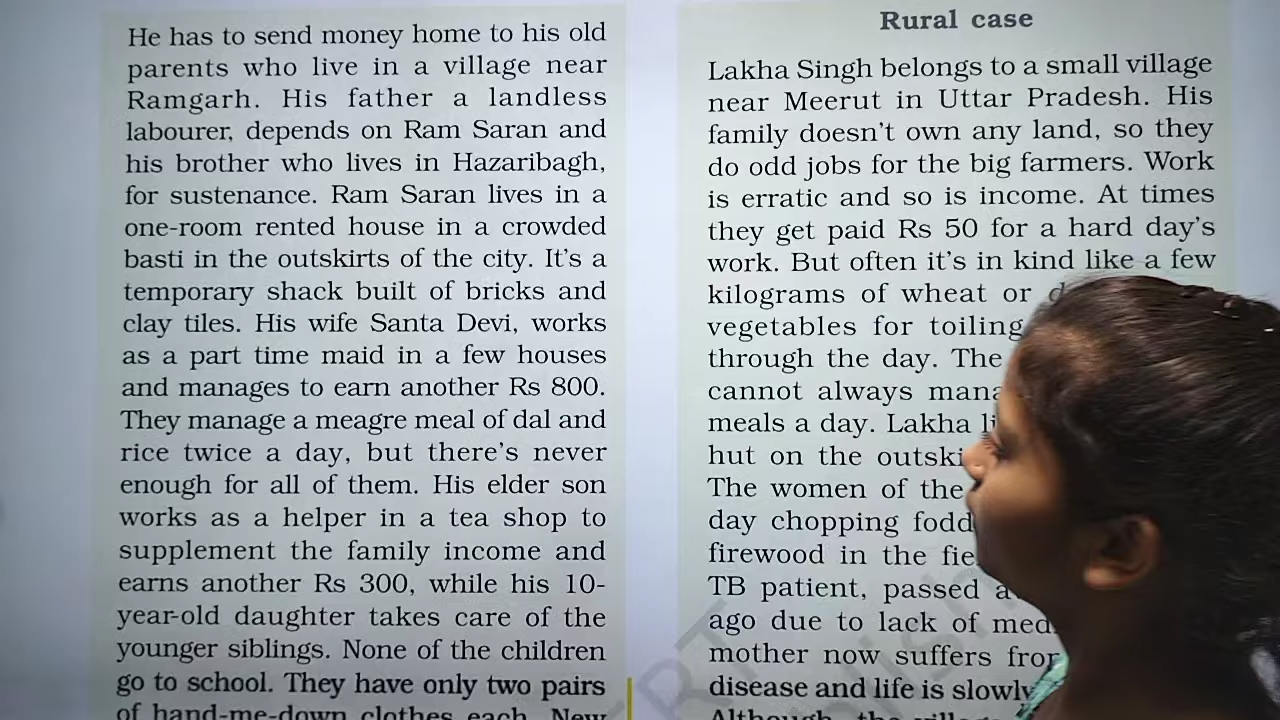 He has to send money home to his old
parents who live in a village near
Ramgarh. His father a landless
labourer, depends on Ram Saran and
his brother who lives in Hazaribagh,
for sustenance. Ram Saran lives in a
one-room rented house in a crowded
basti in the outskirts of the city. It's a
temporary shack built of bricks and
clay tiles. His wife Santa Devi, works
as a part time maid in a few houses
and manages to earn another Rs 800.
They manage a meagre meal of dal and
rice twice a day, but there's never
enough for all of them. His elder son
works as a helper in a tea shop to
supplement the family income and
earns another Rs 300, while his 10-
year-old daughter takes care of the
younger siblings. None of the children
go to school. They have only two pairs
of hand-me-down clothes each. New
Rural case
Lakha Singh belongs to a small village
near Meerut in Uttar Pradesh. His
family doesn't own any land, so they
do odd jobs for the big farmers. Work
is erratic and so is income. At times
they get paid Rs 50 for a hard day's
work. But often it's in kind like a few
kilograms of wheat or
vegetables for toiling
through the day. The
cannot always
meals a day. Lakha
hut on the
The women of the
day chopping
firewood in the
TB patient, passed
ago due to lack of
mother now suffers
disease and life is slowly
Although, the